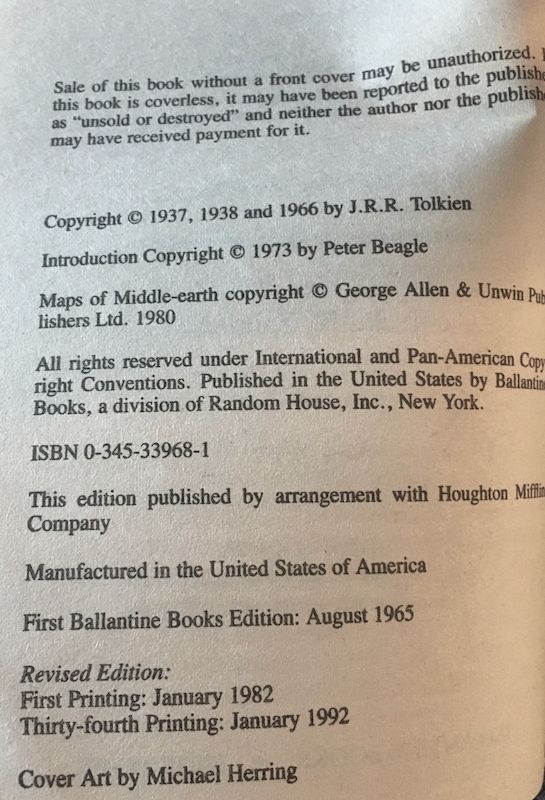 Sale of this book without a front cover may be unauthorized.
this book is coverless, it may have been reported to the publish
as “unsold or destroyed” and neither the author nor the publish
may have received payment for it.
Copyright © 1937, 1938 and 1966 by J.R.R. Tolkien
Introduction Copyright © 1973 by Peter Beagle
Maps of Middle-earth copyright © George Allen & Unwin Pub
lishers Ltd. 1980
All rights reserved under International and Pan-American Copy
right Conventions. Published in the United States by Ballantine
Books, a division of Random House, Inc., New York.
ISBN 0-345-33968-1
This edition published by arrangement with Houghton Mifflin
Company
Manufactured in the United States of America
First Ballantine Books Edition: August 1965
Revised Edition:
First Printing: January 1982
Thirty-fourth Printing: January 1992
Cover Art by Michael Herring